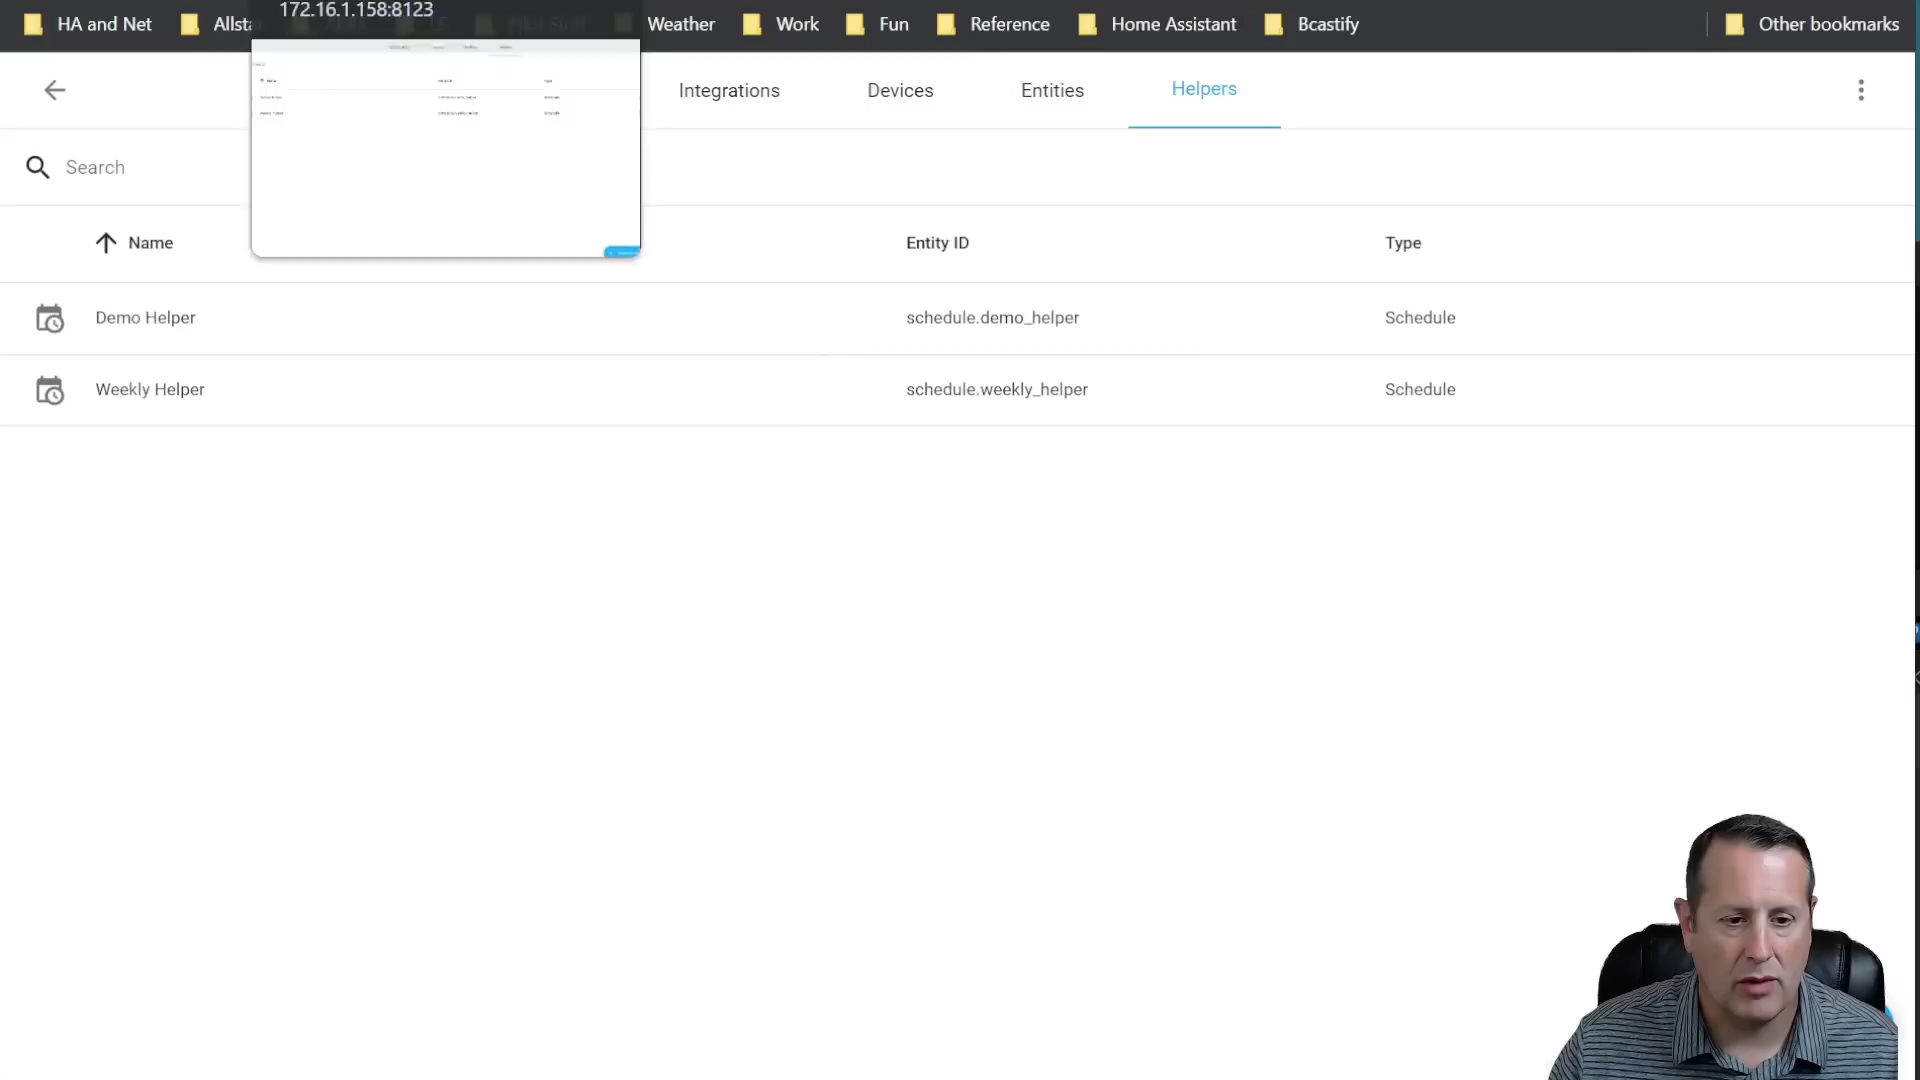 172.16.1.158:8123
HA and Net
Weather
Work
Fun
Reference
Home Assistant
Bcastify
Other bookmarks
Integrations
Devices
Entities
Helpers
Search
Name
Entity ID
Type
Demo Helper
schedule.demo_helper
Schedule
Weekly Helper
schedule.weekly_helper
Schedule